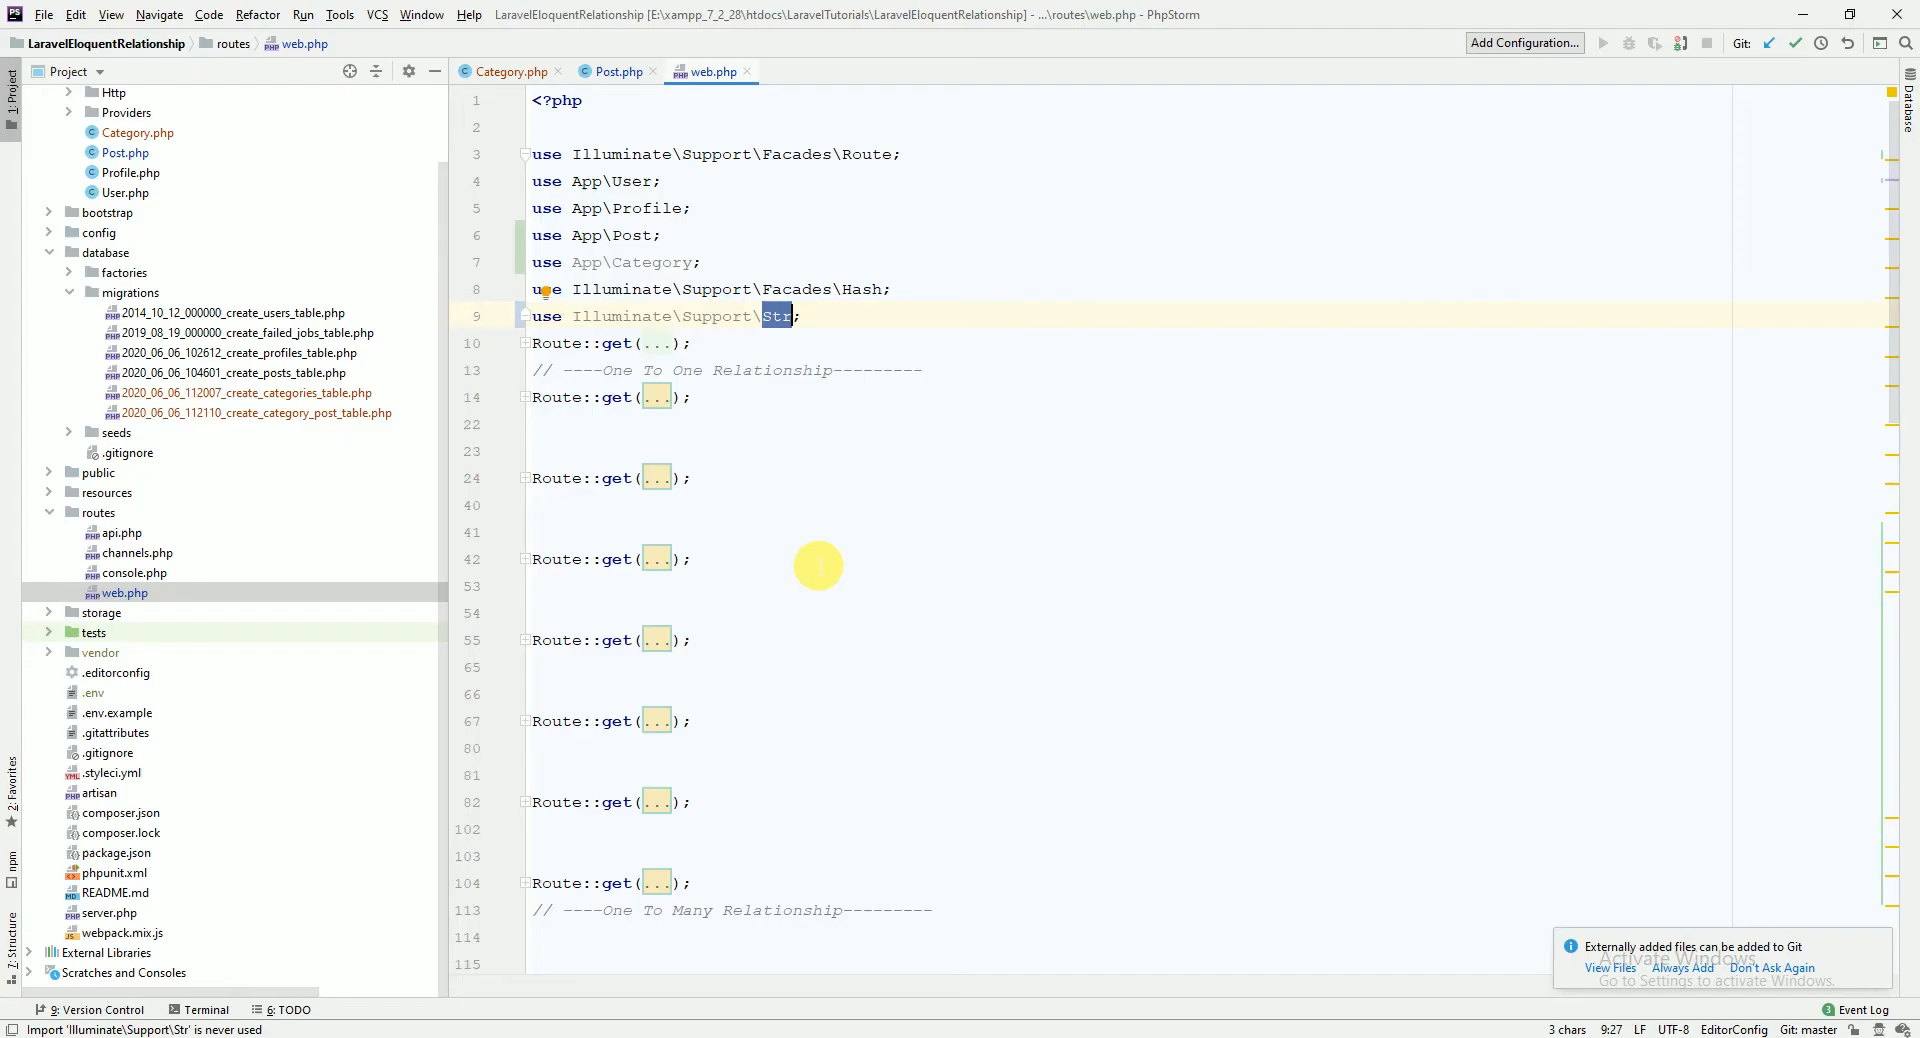 File Edit View Navigate Code Refactor Run Tools VCS Window Help LaravelEloquentRelationship [E:\xampp_7_2_28\htdocs\LaravelTutorials\LaravelEloquentRelationship] - ...\routes\web.php - PhpStorm
LaravelEloquentRelationship routes web.php Add Configuration... Git:
Project Category.php Post.php web.php
1: Project
Database
Http
Providers
Category.php
Post.php
Profile.php
User.php
bootstrap
config
database
factories
migrations
2014_10_12_000000_create_users_table.php
2019_08_19_000000_create_failed_jobs_table.php
2020_06_06_102612_create_profiles_table.php
2020_06_06_104601_create_posts_table.php
2020_06_06_112007_create_categories_table.php
2020_06_06_112110_create_category_post_table.php
seeds
.gitignore
public
resources
routes
api.php
channels.php
console.php
web.php
storage
tests
vendor
.editorconfig
.env
.env.example
.gitattributes
.gitignore
.styleci.yml
artisan
composer.json
composer.lock
package.json
phpunit.xml
README.md
server.php
webpack.mix.js
External Libraries
Scratches and Consoles
2: Favorites
npm
7: Structure
1 <?php
2
3 use Illuminate\Support\Facades\Route;
4 use App\User;
5 use App\Profile;
6 use App\Post;
7 use App\Category;
8 use Illuminate\Support\Facades\Hash;
9 use Illuminate\Support\Str;
10 Route::get(...);
13 // ----One To One Relationship---------
14 Route::get(...);
22
23
24 Route::get(...);
40
41
42 Route::get(...);
53
54
55 Route::get(...);
65
66
67 Route::get(...);
80
81
82 Route::get(...);
102
103
104 Route::get(...);
113 // ----One To Many Relationship---------
114
115
Externally added files can be added to Git
View Files Always Add Don't Ask Again
Activate Windows
Go to Settings to activate Windows.
9: Version Control Terminal 6: TODO 3 Event Log
Import 'Illuminate\Support\Str' is never used 3 chars 9:27 LF UTF-8 EditorConfig Git: master